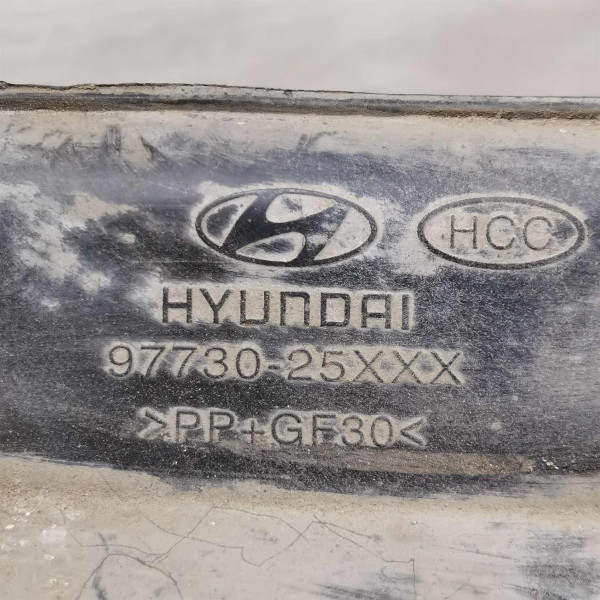 HCC
HYUNDAI
97730-25XXX
>PP+GF30<